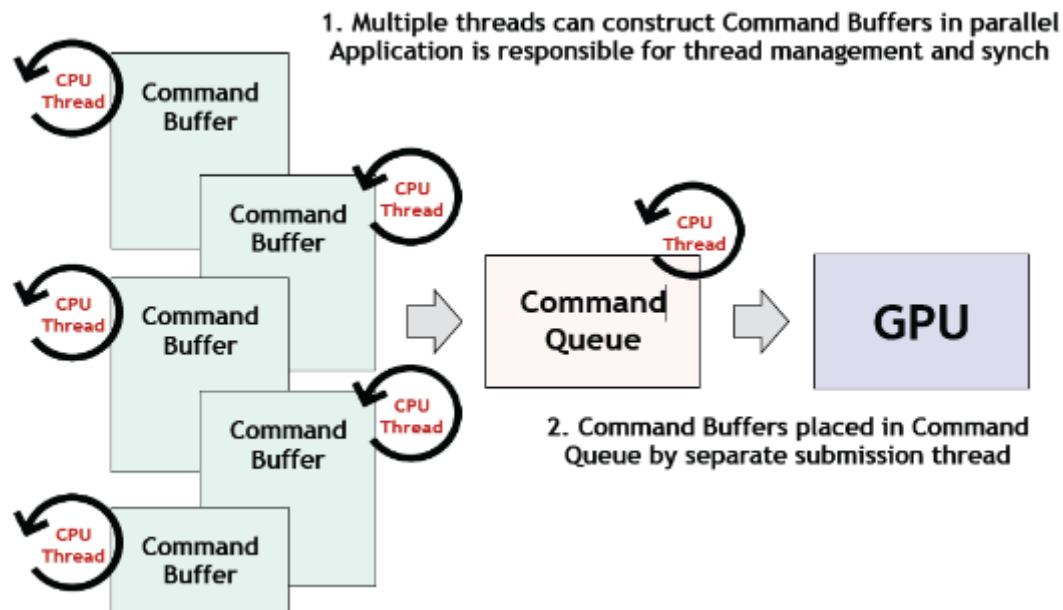 1. Multiple threads can construct Command Buffers in parallel
Application is responsible for thread management and synch
CPU
Thread
Command
Buffer
CPU
Thread
Command
Buffer
CPU
Thread
Command
Buffer
CPU
Thread
Command
Buffer
CPU
Thread
Command
Buffer
CPU
Thread
Command
Queue
GPU
2. Command Buffers placed in Command
Queue by separate submission thread